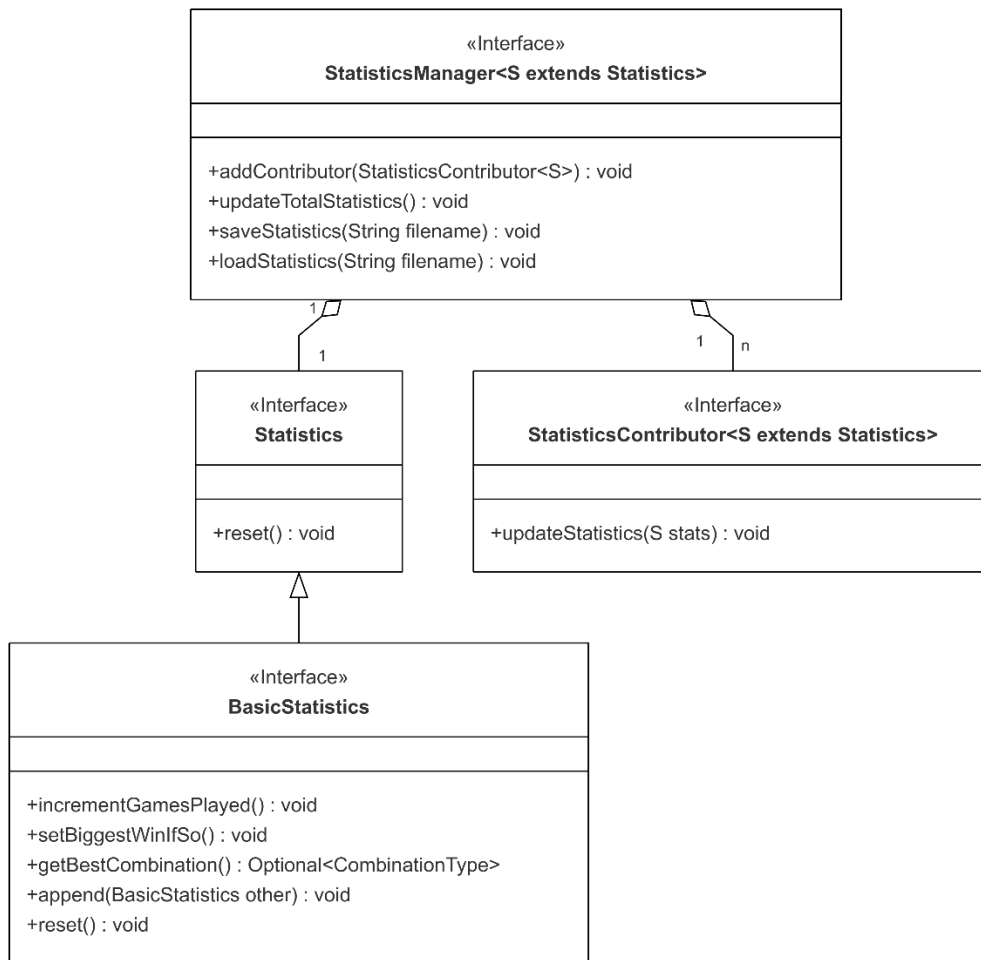 «Interface»
StatisticsManager<S extends Statistics>
+addContributor(StatisticsContributor<S>) : void
+updateTotalStatistics() : void
+saveStatistics(String filename) : void
+loadStatistics(String filename) : void
1
1
1
n
«Interface»
Statistics
+reset() : void
«Interface»
StatisticsContributor<S extends Statistics>
+updateStatistics(S stats) : void
«Interface»
BasicStatistics
+incrementGamesPlayed() : void
+setBiggestWinIfSo() : void
+getBestCombination() : Optional<CombinationType>
+append(BasicStatistics other) : void
+reset() : void